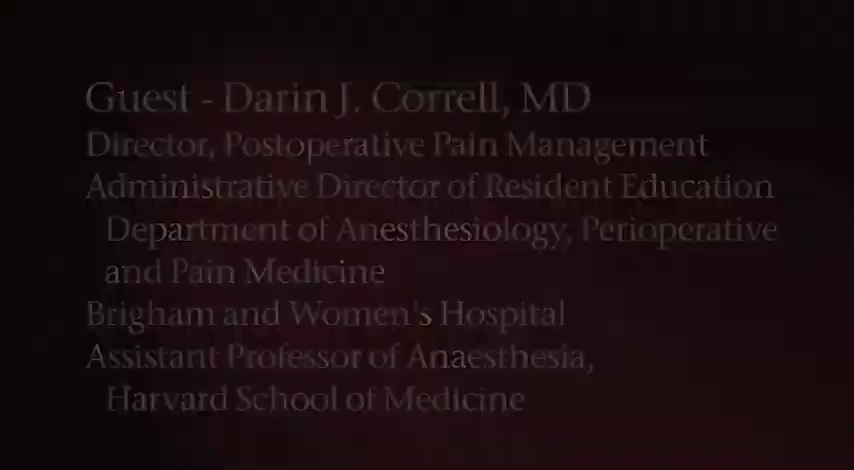 Guest - Darin J. Correll, MD
Director, Postoperative Pain Management
Administrative Director of Resident Education
Department of Anesthesiology, Perioperative
and Pain Medicine
Brigham and Women's Hospital
Assistant Professor of Anaesthesia,
Harvard School of Medicine